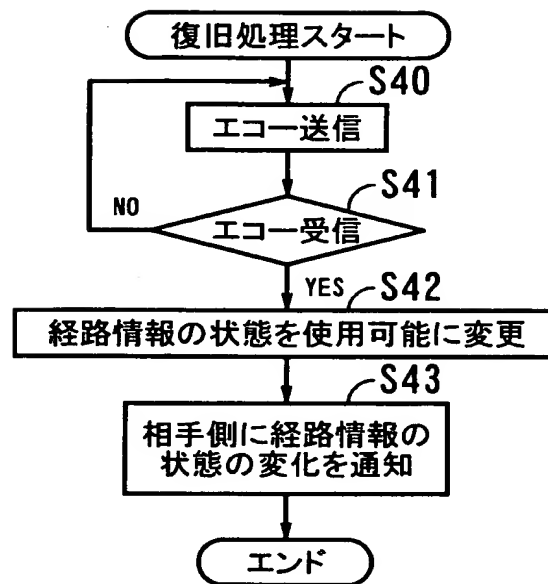 復旧処理スタート
S40
エコー送信
S41
エコー受信
NO
YES
S42
経路情報の状態を使用可能に変更
S43
相手側に経路情報の
状態の変化を通知
エンド